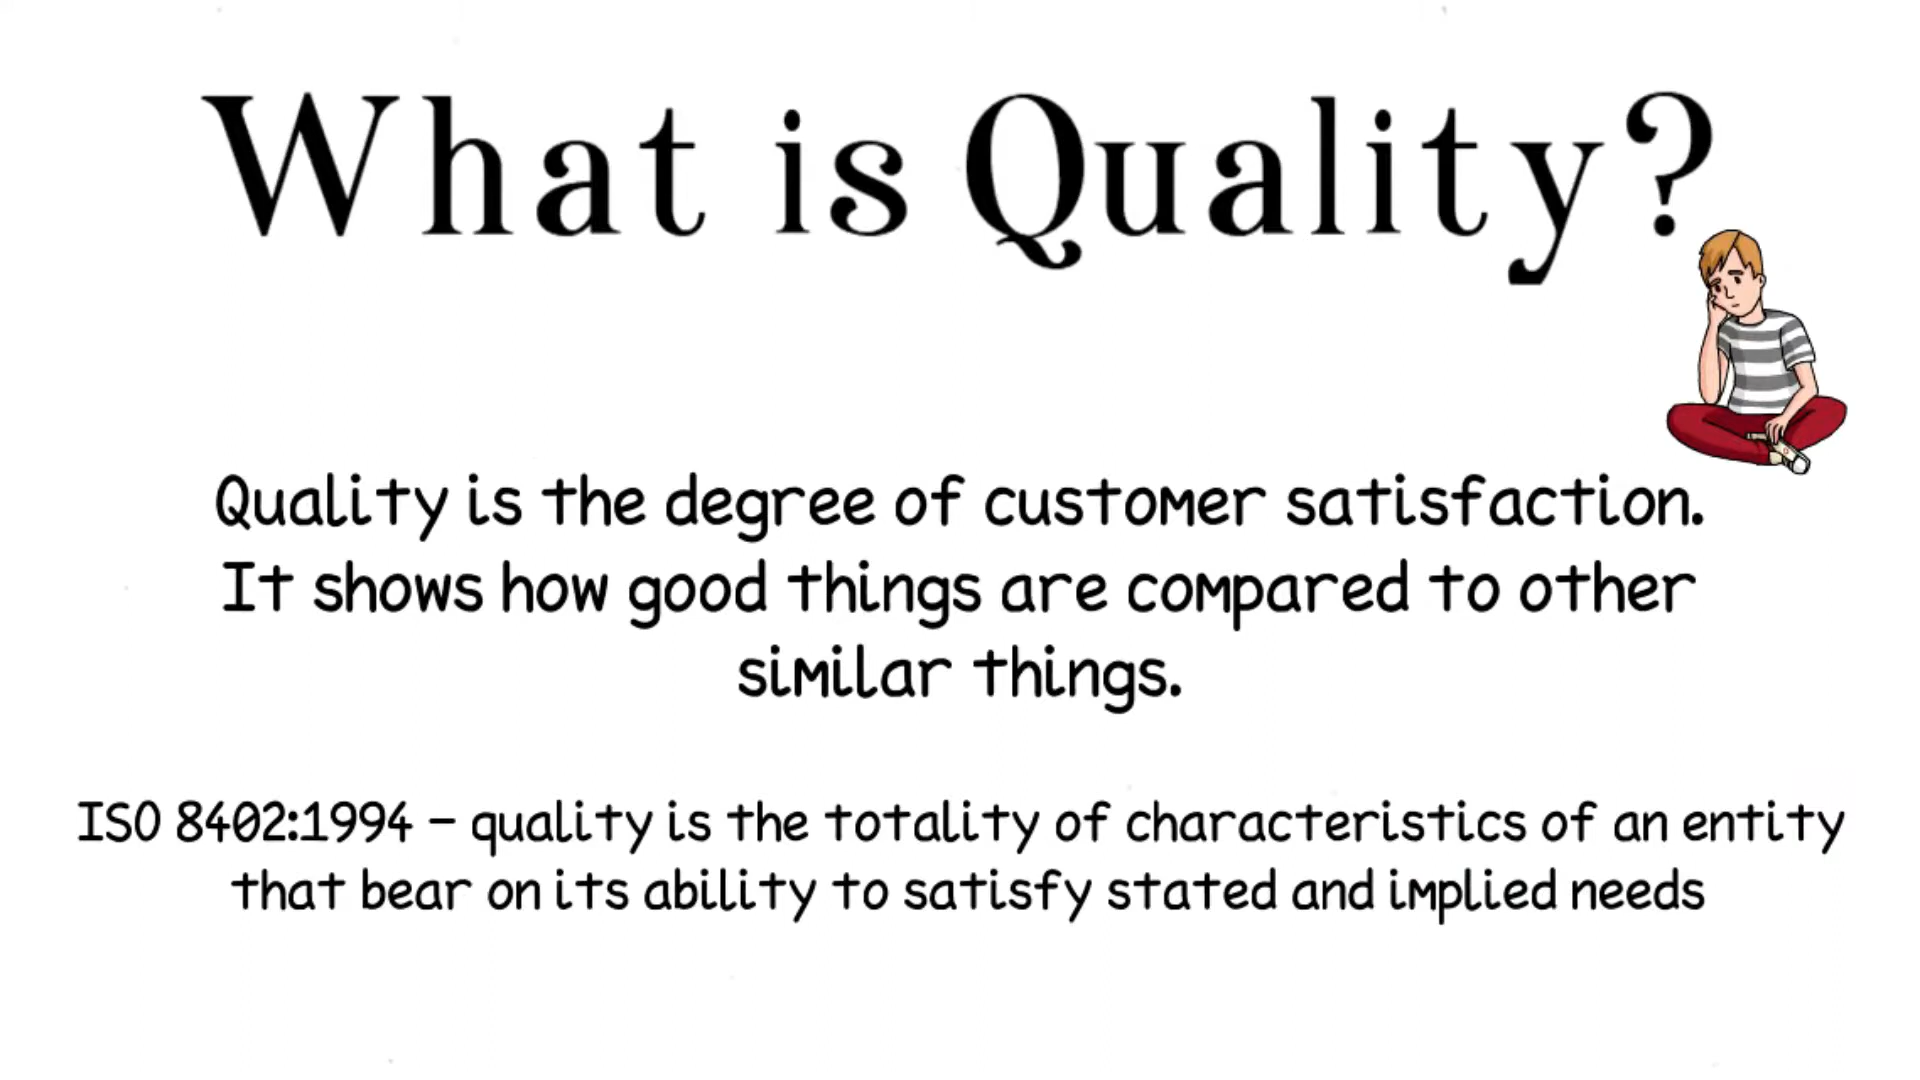 What is Quality?
Quality is the degree of customer satisfaction.
It shows how good things are compared to other
similar things.
ISO 8402:1994 – quality is the totality of characteristics of an entity
that bear on its ability to satisfy stated and implied needs